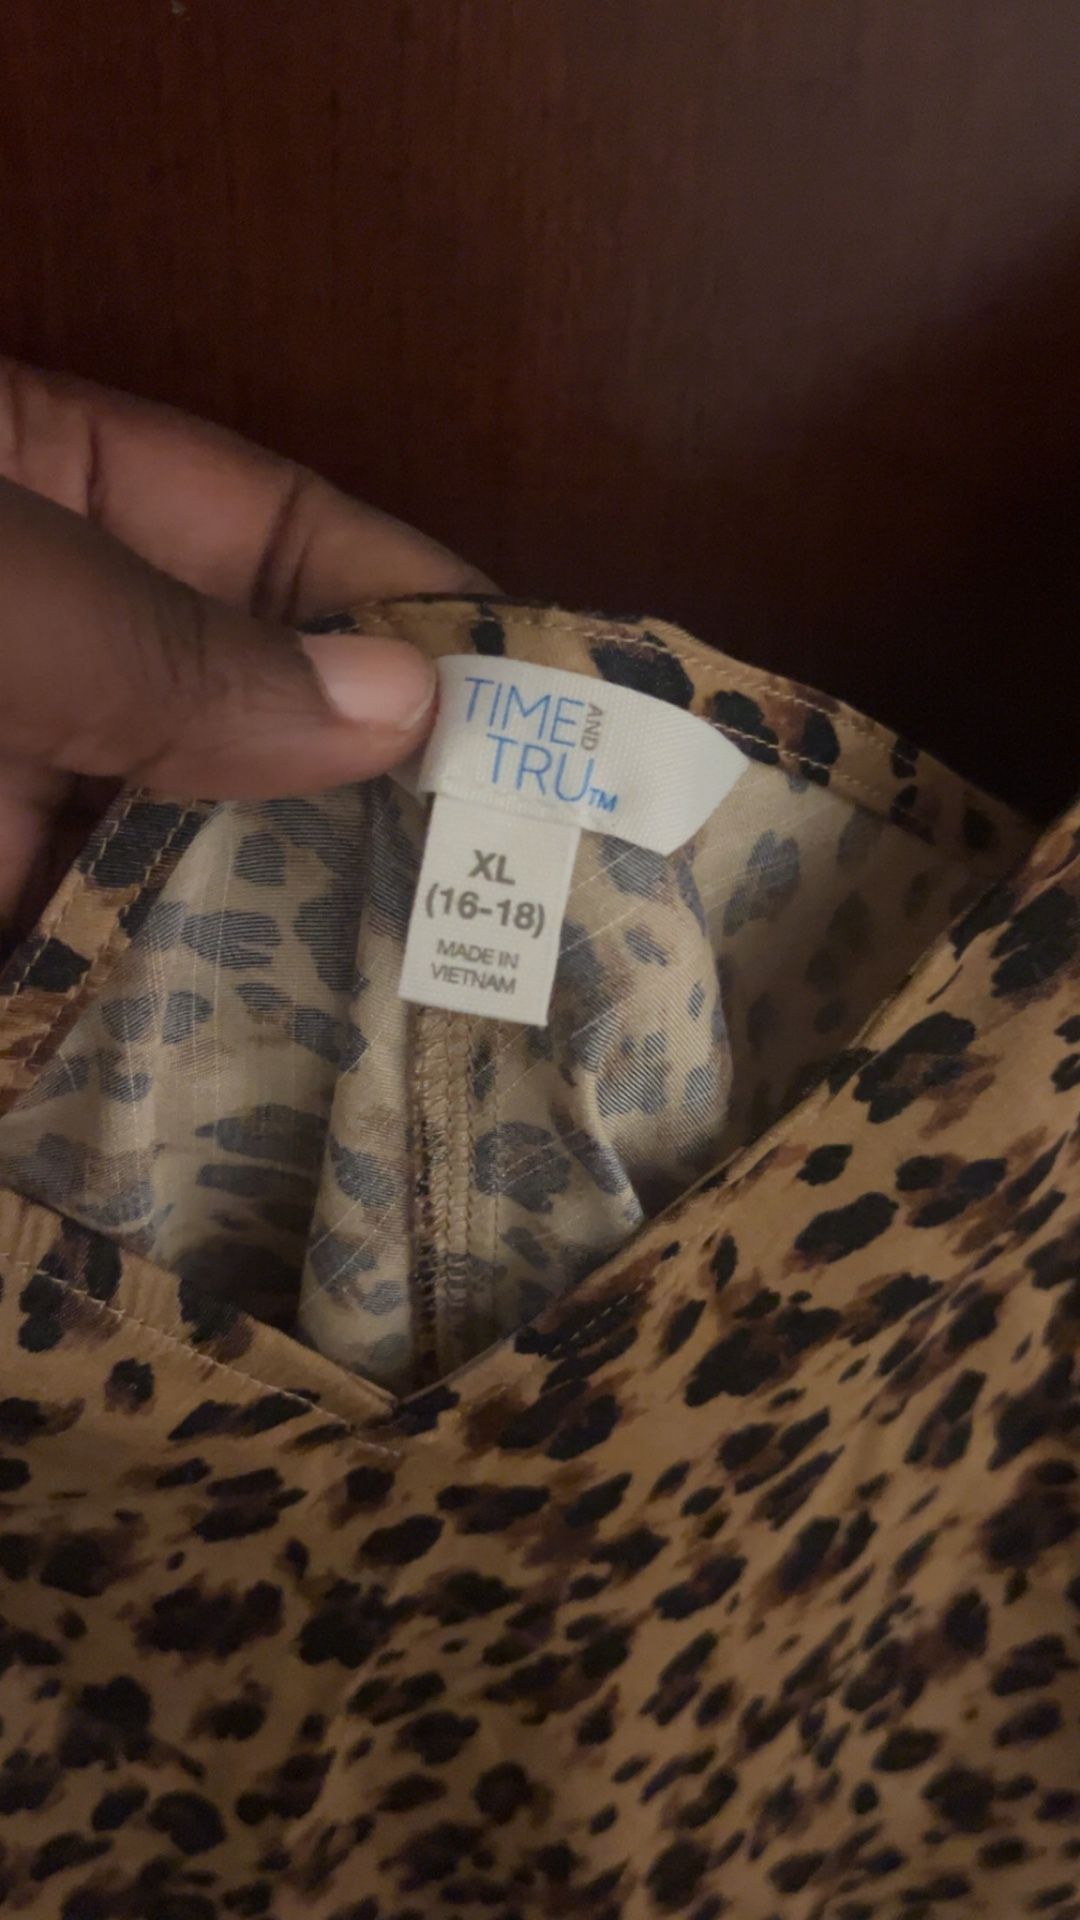 TIME AND
TRU™
XL
(16-18)
MADE IN
VIETNAM